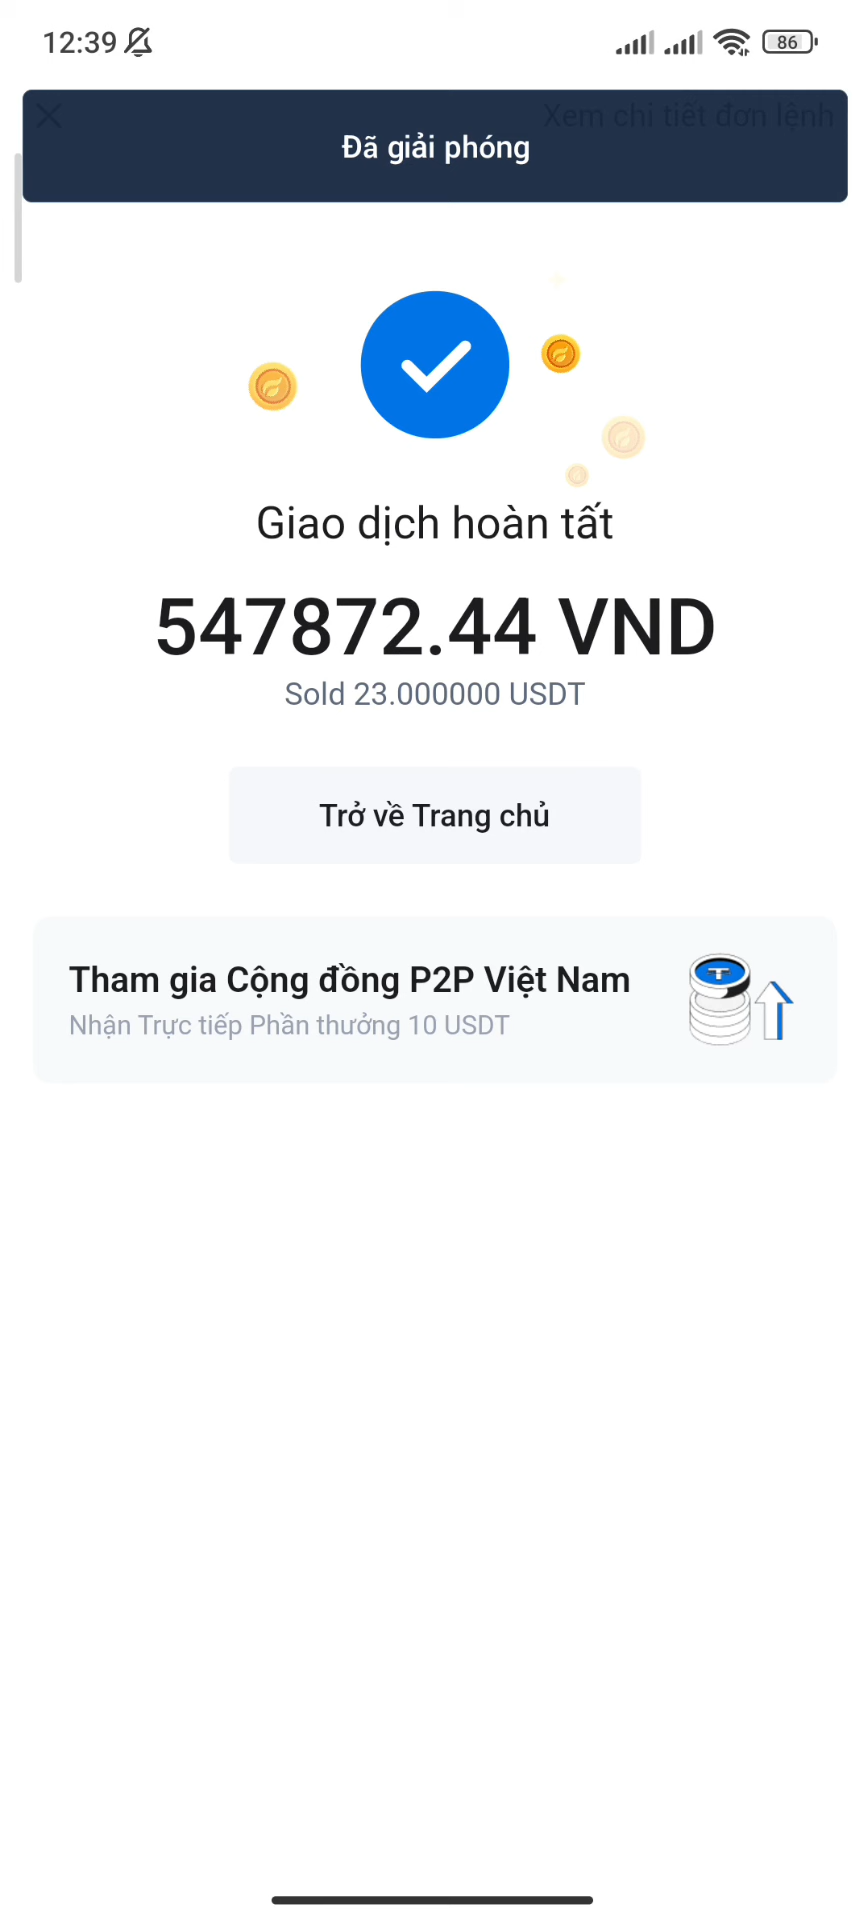 12:39
86
Xem chi tiết đơn lệnh
Đã giải phóng
Giao dịch hoàn tất
547872.44 VND
Sold 23.000000 USDT
Trở về Trang chủ
Tham gia Cộng đồng P2P Việt Nam
Nhận Trực tiếp Phần thưởng 10 USDT